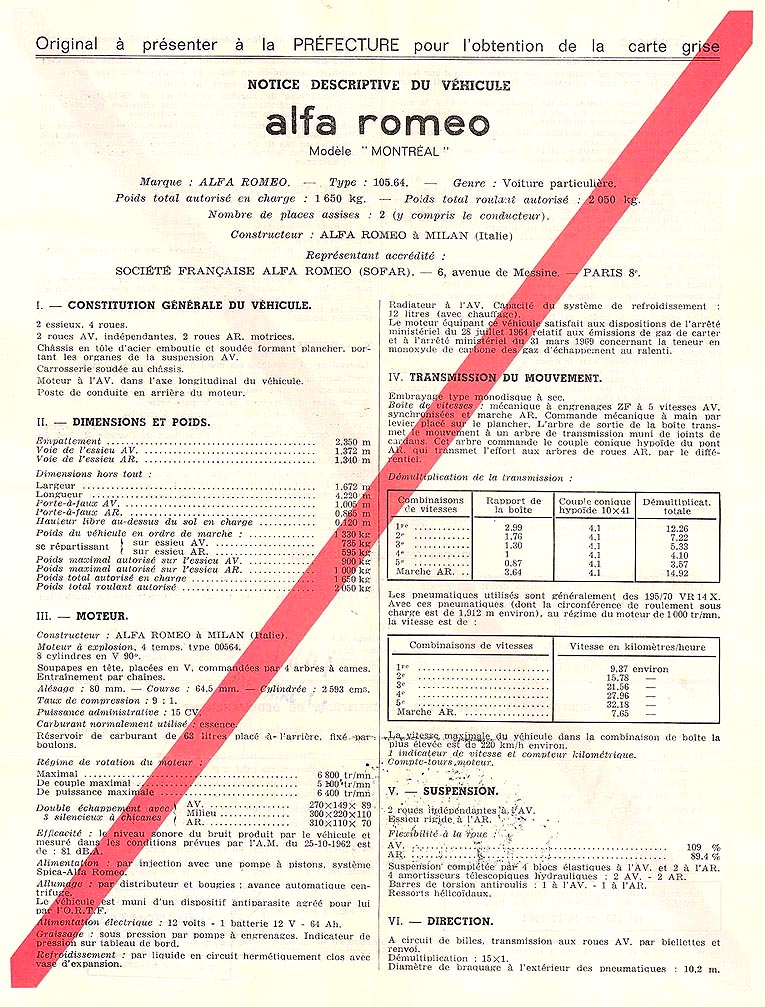 Original à présenter à la PRÉFECTURE pour l'obtention de la carte grise
NOTICE DESCRIPTIVE DU VÉHICULE
alfa romeo
Modèle "MONTRÉAL"
Marque : ALFA ROMEO. — Type : 105.64. — Genre : Voiture particulière.
Poids total autorisé en charge : 1 650 kg. — Poids total roulant autorisé : 2 050 kg.
Nombre de places assises : 2 (y compris le conducteur).
Constructeur : ALFA ROMEO à MILAN (Italie)
Représentant accrédité :
SOCIÉTÉ FRANÇAISE ALFA ROMEO (SOFAR). — 6, avenue de Messine. — PARIS 8e.
I. — CONSTITUTION GÉNÉRALE DU VÉHICULE.
2 essieux, 4 roues.
2 roues AV. indépendantes, 2 roues AR. motrices.
Châssis en tôle d'acier emboutie et soudée formant plancher, por-
tant les organes de la suspension AV.
Carrosserie soudée au châssis.
Moteur à l'AV. dans l'axe longitudinal du véhicule.
Poste de conduite en arrière du moteur.
II. — DIMENSIONS ET POIDS.
Empattement 2.350 m
Voie de l'essieu AV. 1.372 m
Voie de l'essieu AR. 1.340 m
Dimensions hors tout :
Largeur 1.672 m
Longueur 4.220 m
Porte-à-faux AV. 1.005 m
Porte-à-faux AR. 0.865 m
Hauteur libre au-dessus du sol en charge 0.120 m
Poids du véhicule en ordre de marche : 1 330 kg
se répartissant
sur essieu AV. 735 kg
sur essieu AR. 595 kg
Poids maximal autorisé sur l'essieu AV. 900 kg
Poids maximal autorisé sur l'essieu AR. 1 000 kg
Poids total autorisé en charge 1 650 kg
Poids total roulant autorisé 2 050 kg
III. — MOTEUR.
Constructeur : ALFA ROMEO à MILAN (Italie).
Moteur à explosion, 4 temps, type 00564.
8 cylindres en V 90°.
Soupapes en tête, placées en V, commandées par 4 arbres à cames.
Entraînement par chaînes.
Alésage : 80 mm. — Course : 64.5 mm. — Cylindrée : 2 593 cm3.
Taux de compression : 9 : 1.
Puissance administrative : 15 CV.
Carburant normalement utilisé : essence.
Réservoir de carburant de 63 litres placé à l'arrière, fixé par
boulons.
Régime de rotation du moteur :
Maximal 6 800 tr/mn.
De couple maximal 5 100 tr/mn.
De puissance maximale 6 400 tr/mn.
Double échappement avec
3 silencieux à chicanes
AV. 270×149× 89
Milieu 300×220×110
AR. 310×110× 70
Efficacité : le niveau sonore du bruit produit par le véhicule et
mesuré dans les conditions prévues par l'A.M. du 25-10-1962 est
de : 81 dB.A.
Alimentation : par injection avec une pompe à pistons, système
Spica-Alfa Romeo.
Allumage : par distributeur et bougies ; avance automatique cen-
trifuge.
Le véhicule est muni d'un dispositif antiparasite agréé pour lui
par l'O.R.T.F.
Alimentation électrique : 12 volts - 1 batterie 12 V - 64 Ah.
Graissage : sous pression par pompe à engrenages. Indicateur de
pression sur tableau de bord.
Refroidissement : par liquide en circuit hermétiquement clos avec
vase d'expansion.
Radiateur à l'AV. Capacité du système de refroidissement :
12 litres (avec chauffage).
Le moteur équipant ce véhicule satisfait aux dispositions de l'arrêté
ministériel du 28 juillet 1964 relatif aux émissions de gaz de carter
et à l'arrêté ministériel du 31 mars 1969 concernant la teneur en
monoxyde de carbone des gaz d'échappement au ralenti.
IV. TRANSMISSION DU MOUVEMENT.
Embrayage type monodisque à sec.
Boîte de vitesses : mécanique à engrenages ZF à 5 vitesses AV.
synchronisées et marche AR. Commande mécanique à main par
levier placé sur le plancher. L'arbre de sortie de la boîte trans-
met le mouvement à un arbre de transmission muni de joints de
cardans. Cet arbre commande le couple conique hypoïde du pont
AR. qui transmet l'effort aux arbres de roues AR. par le diffé-
rentiel.
Démultiplication de la transmission :
Combinaisons de vitesses | Rapport de la boîte | Couple conique hypoïde 10×41 | Démultiplicat. totale
1re 2.99 4.1 12.26
2e 1.76 4.1 7.22
3e 1.30 4.1 5.33
4e 1 4.1 4.10
5e 0.87 4.1 3.57
Marche AR. 3.64 4.1 14.92
Les pneumatiques utilisés sont généralement des 195/70 VR 14 X.
Avec ces pneumatiques (dont la circonférence de roulement sous
charge est de 1,912 m environ), au régime du moteur de 1000 tr/mn,
la vitesse est de :
Combinaisons de vitesses | Vitesse en kilomètres/heure
1re 9.37 environ
2e 15.78 —
3e 21.56 —
4e 27.96 —
5e 32.18 —
Marche AR. 7.65 —
La vitesse maximale du véhicule dans la combinaison de boîte la
plus élevée est de 220 km/h environ.
1 indicateur de vitesse et compteur kilométrique.
Compte-tours moteur.
V. — SUSPENSION.
2 roues indépendantes à l'AV.
Essieu rigide à l'AR.
Flexibilité à la roue :
AV. 109 %
AR. 89,4 %
Suspension complétée par 4 blocs élastiques à l'AV. et 2 à l'AR.
4 amortisseurs télescopiques hydrauliques : 2 AV. - 2 AR.
Barres de torsion antiroulis : 1 à l'AV. - 1 à l'AR.
Ressorts hélicoïdaux.
VI. — DIRECTION.
A circuit de billes, transmission aux roues AV. par biellettes et
renvoi.
Démultiplication : 15×1.
Diamètre de braquage à l'extérieur des pneumatiques : 10,2 m.